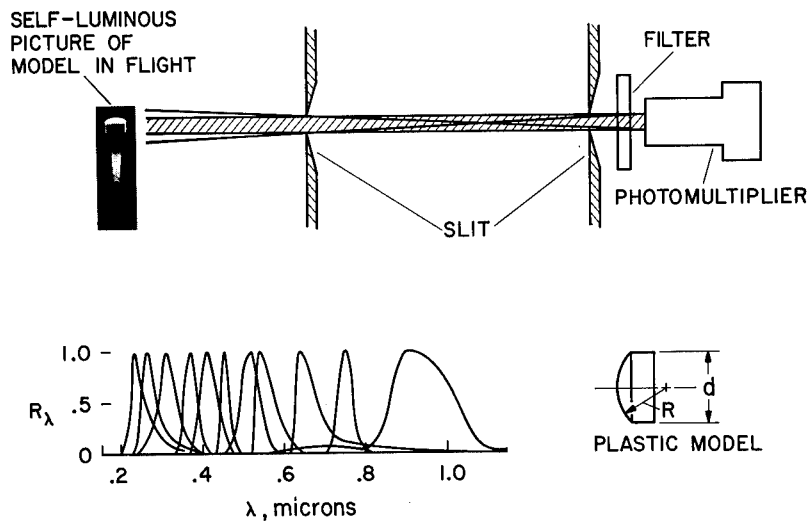 SELF-LUMINOUS
PICTURE OF
MODEL IN FLIGHT
FILTER
PHOTOMULTIPLIER
SLIT
1.0
.5
0
Rλ
.2 .4 .6 .8 1.0
λ, microns
d
R
PLASTIC MODEL